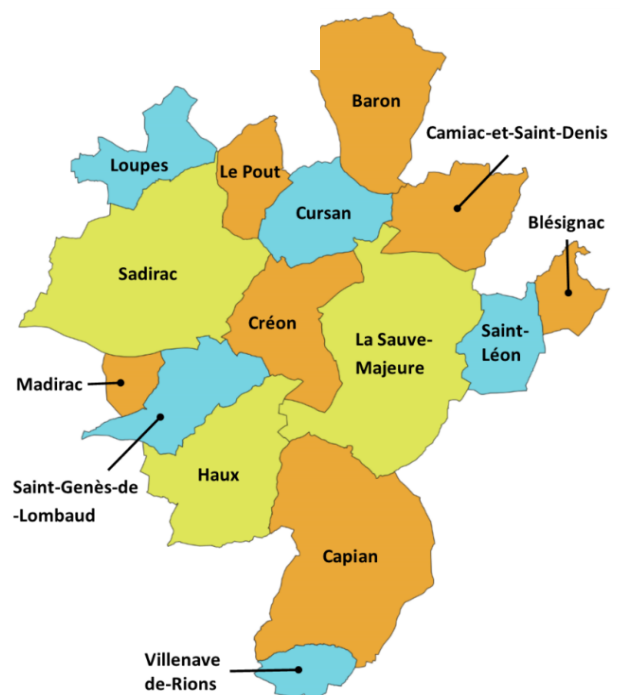 Baron
Camiac-et-Saint-Denis
Loupes
Le Pout
Cursan
Blésignac
Sadirac
Créon
La Sauve-
Majeure
Saint-
Léon
Madirac
Haux
Saint-Genès-de
-Lombaud
Capian
Villenave
de-Rions